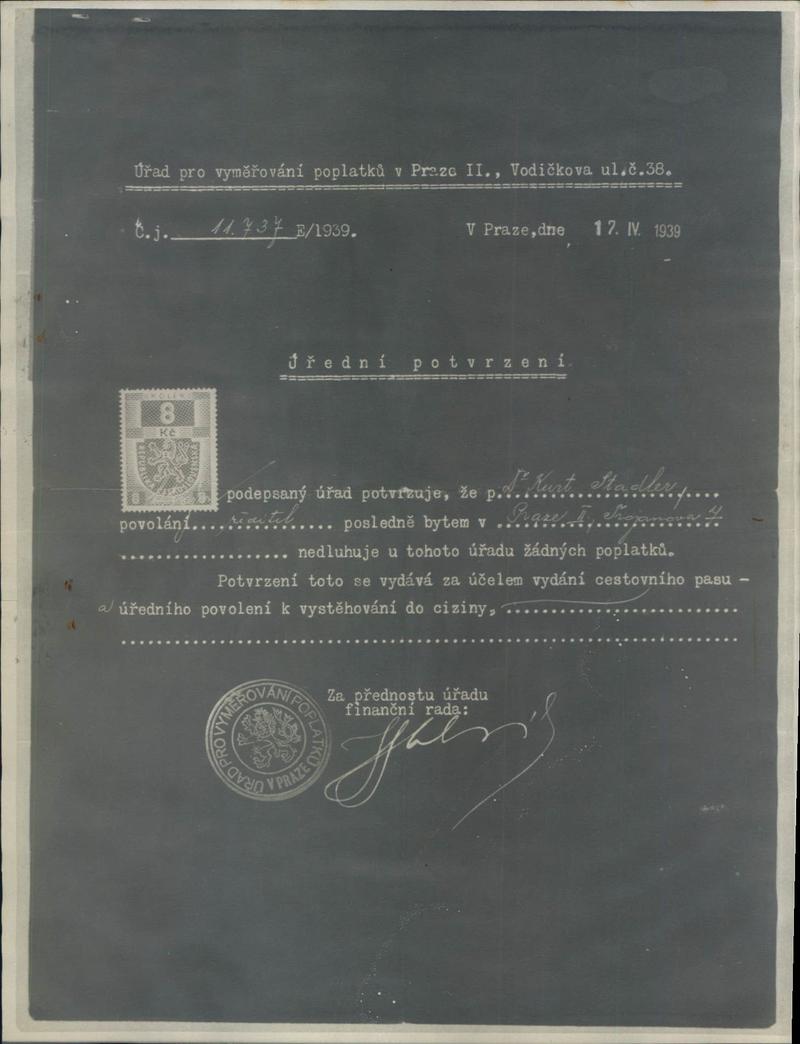 Úřad pro vyměřování poplatků v Praze II., Vodičkova ul.č.38.
Č.j. 11.737 E/1939. V Praze,dne 17. IV. 1939
Úřední potvrzení
KOLEK
8
Kč
REPUBLIKA ČESKOSLOVENSKÁ
podepsaný úřad potvrzuje, že p. Dr Kurt Stadler,
povolání ředitel posledně bytem v Praze II, Trojanova 4
nedluhuje u tohoto úřadu žádných poplatků.
Potvrzení toto se vydává za účelem vydání cestovního pasu -
a úředního povolení k vystěhování do ciziny,
Za přednostu úřadu
finanční rada:
ÚŘAD PRO VYMĚŘOVÁNÍ POPLATKŮ V PRAZE